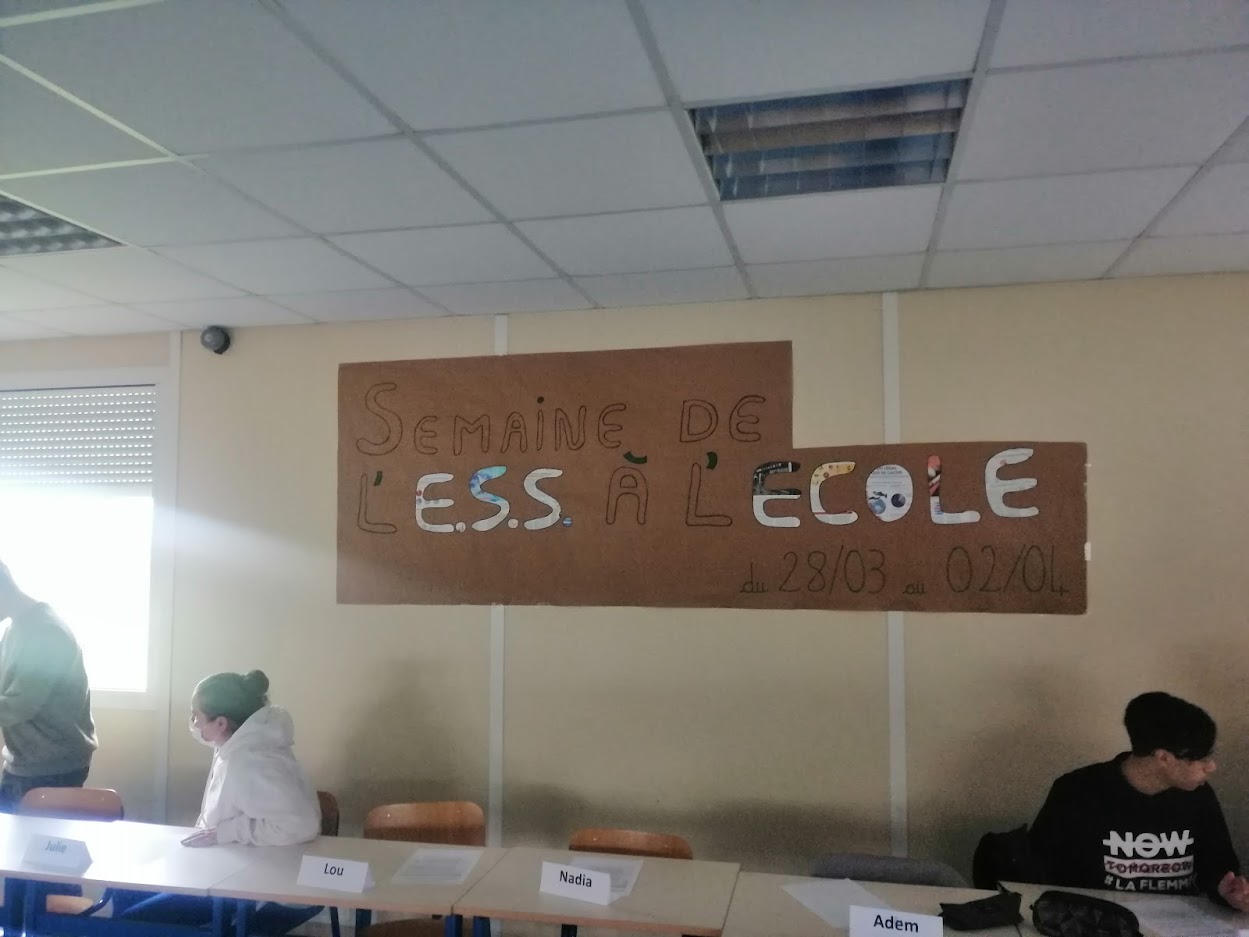 SEMAINE DE
L'E.S.S. À L'ECOLE
du 28/03 au 02/04
Julie
Lou
Nadia
Adem
NOW
TOMORROW
# LA FLEMME